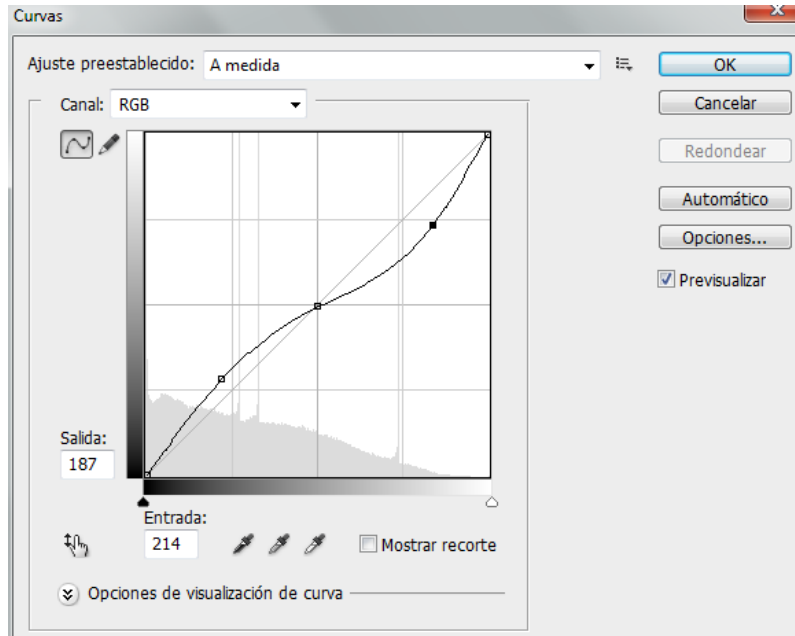 Curvas
Ajuste preestablecido: A medida
OK
Canal: RGB
Cancelar
Redondear
Automático
Opciones...
Previsualizar
Salida:
187
Entrada:
214
Mostrar recorte
Opciones de visualización de curva